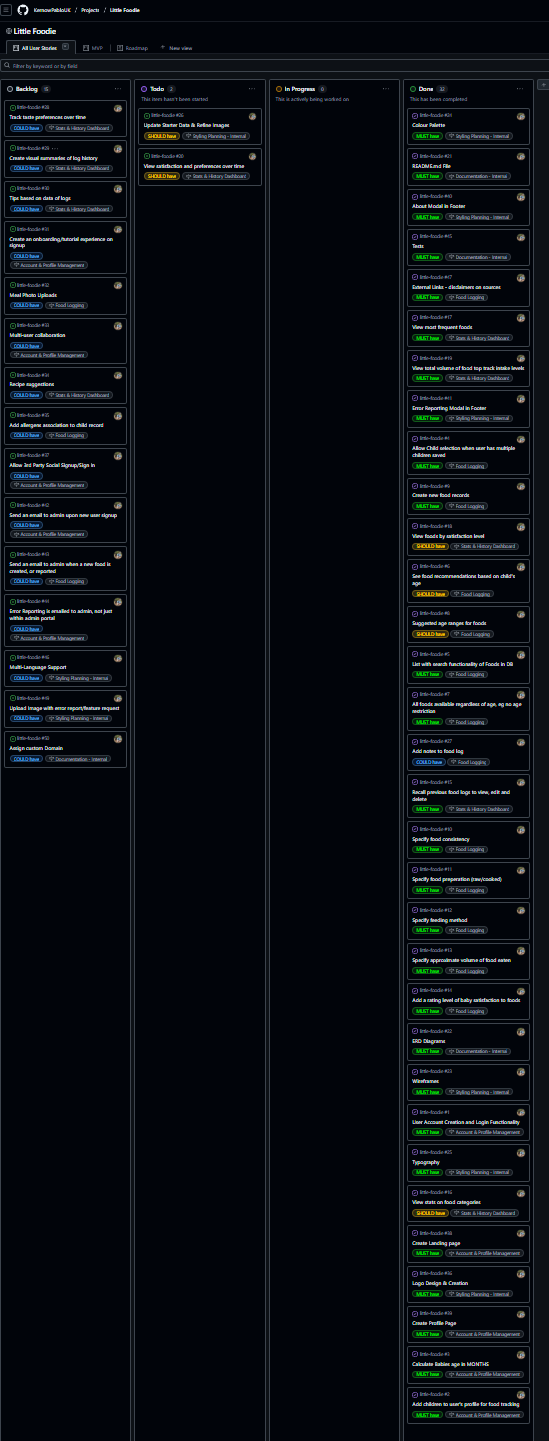 KernowPabloUK / Projects / Little Foodie
Little Foodie
All User Stories
MVP
Roadmap
+ New view
Filter by keyword or by field
Backlog 15
little-foodie #28
Track taste preferences over time
COULD have Stats & History Dashboard
little-foodie #29
Create visual summaries of log history
COULD have Stats & History Dashboard
little-foodie #30
Tips based on data of logs
COULD have Stats & History Dashboard
little-foodie #31
Create an onboarding/tutorial experience on
signup
COULD have
Account & Profile Management
little-foodie #32
Meal Photo Uploads
COULD have Food Logging
little-foodie #33
Multi-user collaboration
COULD have
Account & Profile Management
little-foodie #34
Recipe suggestions
COULD have Stats & History Dashboard
little-foodie #35
Add allergens association to child record
COULD have Food Logging
little-foodie #37
Allow 3rd Party Social Signup/Sign in
COULD have
Account & Profile Management
little-foodie #42
Send an email to admin upon new user signup
COULD have
Account & Profile Management
little-foodie #43
Send an email to admin when a new food is
created, or reported
COULD have Food Logging
little-foodie #44
Error Reporting is emailed to admin, not just
within admin portal
COULD have
Account & Profile Management
little-foodie #46
Multi-Language Support
COULD have Styling Planning - Internal
little-foodie #49
Upload image with error report/feature request
COULD have Styling Planning - Internal
little-foodie #50
Assign custom Domain
COULD have Documentation - Internal
Todo 2
This item hasn't been started
little-foodie #26
Update Starter Data & Refine Images
SHOULD have Styling Planning - Internal
little-foodie
View satisfaction and preferences over time
SHOULD have Stats & History Dashboard
In Progress 0
This is actively being worked on
Done 32
This has been completed
little-foodie #24
Colour Palette
MUST have Styling Planning - Internal
little-foodie #21
README.md File
MUST have Documentation - Internal
little-foodie #40
About Modal in Footer
MUST have Styling Planning - Internal
little-foodie #45
Tests
MUST have Documentation - Internal
little-foodie #47
External Links - disclaimers on sources
MUST have Food Logging
little-foodie #17
View most frequent foods
MUST have Stats & History Dashboard
little-foodie #19
View total volume of food top track intake levels
MUST have Stats & History Dashboard
little-foodie #41
Error Reporting Modal in Footer
MUST have Styling Planning - Internal
little-foodie #4
Allow Child selection when user has multiple
children saved
MUST have Food Logging
little-foodie #9
Create new food records
MUST have Food Logging
little-foodie #18
View foods by satisfaction level
SHOULD have Stats & History Dashboard
little-foodie #6
See food recommendations based on child's
age
SHOULD have Food Logging
little-foodie #8
Suggested age ranges for foods
SHOULD have Food Logging
little-foodie #5
List with search functionality of Foods in DB
MUST have Food Logging
little-foodie #7
All foods available regardless of age, eg no age
restriction
MUST have Food Logging
little-foodie #27
Add notes to food log
COULD have Food Logging
little-foodie #15
Recall previous food logs to view, edit and
delete
MUST have Stats & History Dashboard
little-foodie #10
Specify food consistency
MUST have Food Logging
little-foodie #11
Specify food preperation (raw/cooked)
MUST have Food Logging
little-foodie #12
Specify feeding method
MUST have Food Logging
little-foodie #13
Specify approximate volume of food eaten
MUST have Food Logging
little-foodie #14
Add a rating level of baby satisfaction to foods
MUST have Food Logging
little-foodie #22
ERD Diagrams
MUST have Documentation - Internal
little-foodie #23
Wireframes
MUST have Styling Planning - Internal
little-foodie #1
User Account Creation and Login Functionality
MUST have Account & Profile Management
little-foodie #25
Typography
MUST have Styling Planning - Internal
little-foodie #16
View stats on food categories
SHOULD have Stats & History Dashboard
little-foodie #38
Create Landing page
MUST have Account & Profile Management
little-foodie #36
Logo Design & Creation
MUST have Styling Planning - Internal
little-foodie #39
Create Profile Page
MUST have Account & Profile Management
little-foodie #3
Calculate Babies age in MONTHS
MUST have Account & Profile Management
little-foodie #2
Add children to user's profile for food tracking
MUST have Account & Profile Management